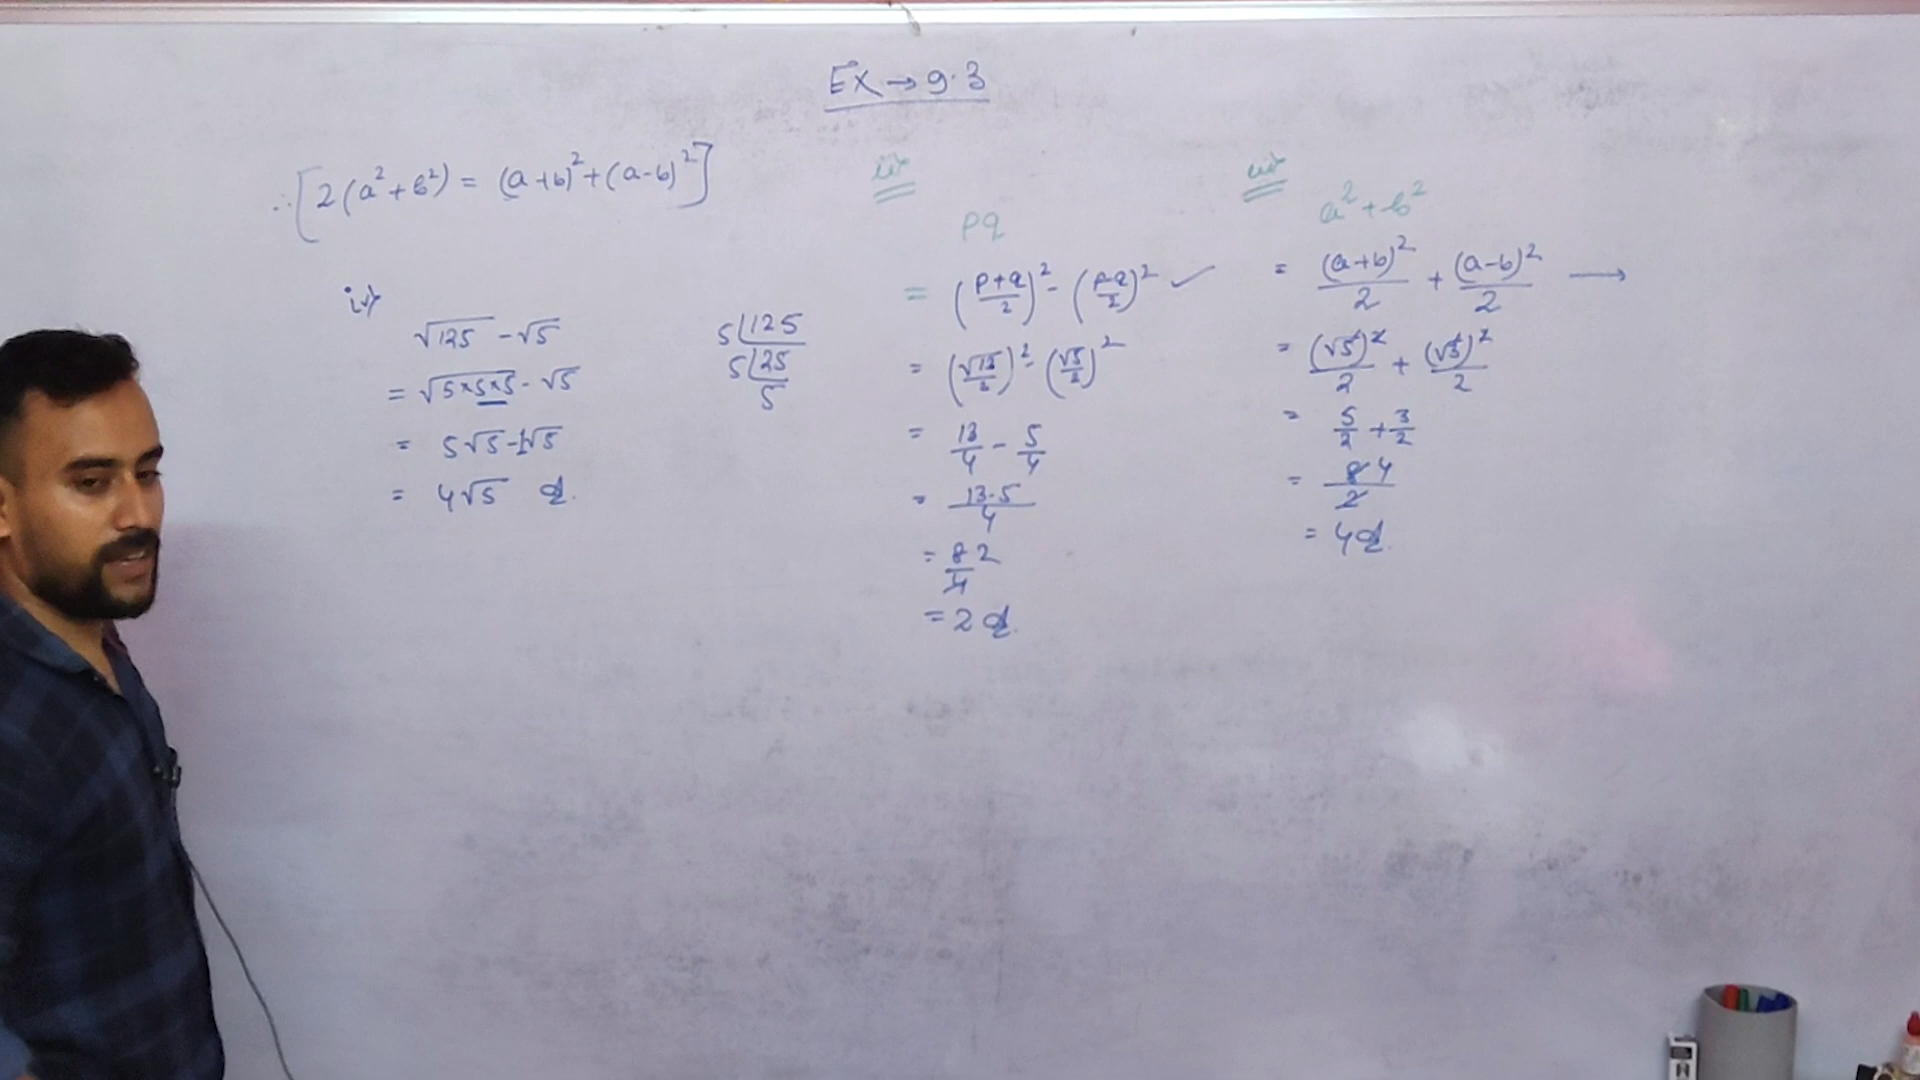 EX → 9.3
∴ [2(a²+b²) = (a+b)²+(a-b)²]
iv)
√125 - √5
= √5×5×5 - √5
= 5√5-1√5
= 4√5
5 125
5 25
5
ii)
pq
= (p+q/2)² - (p-q/2)² ✓
= (√13/2)² - (√5/2)²
= 13/4 - 5/4
= 13-5/4
= 8/4 2
= 2
iii)
a²+b²
= (a+b)²/2 + (a-b)²/2 →
= (√5)²/2 + (√3)²/2
= 5/2 + 3/2
= 8/2 4
= 4